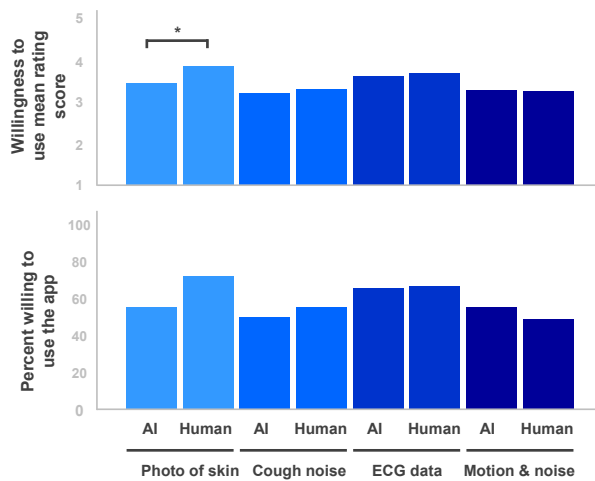 Willingness to
use mean rating
score
5
4
3
2
1
*
Percent willing to
use the app
100
80
60
40
20
0
AI Human AI Human AI Human AI Human
Photo of skin Cough noise ECG data Motion & noise